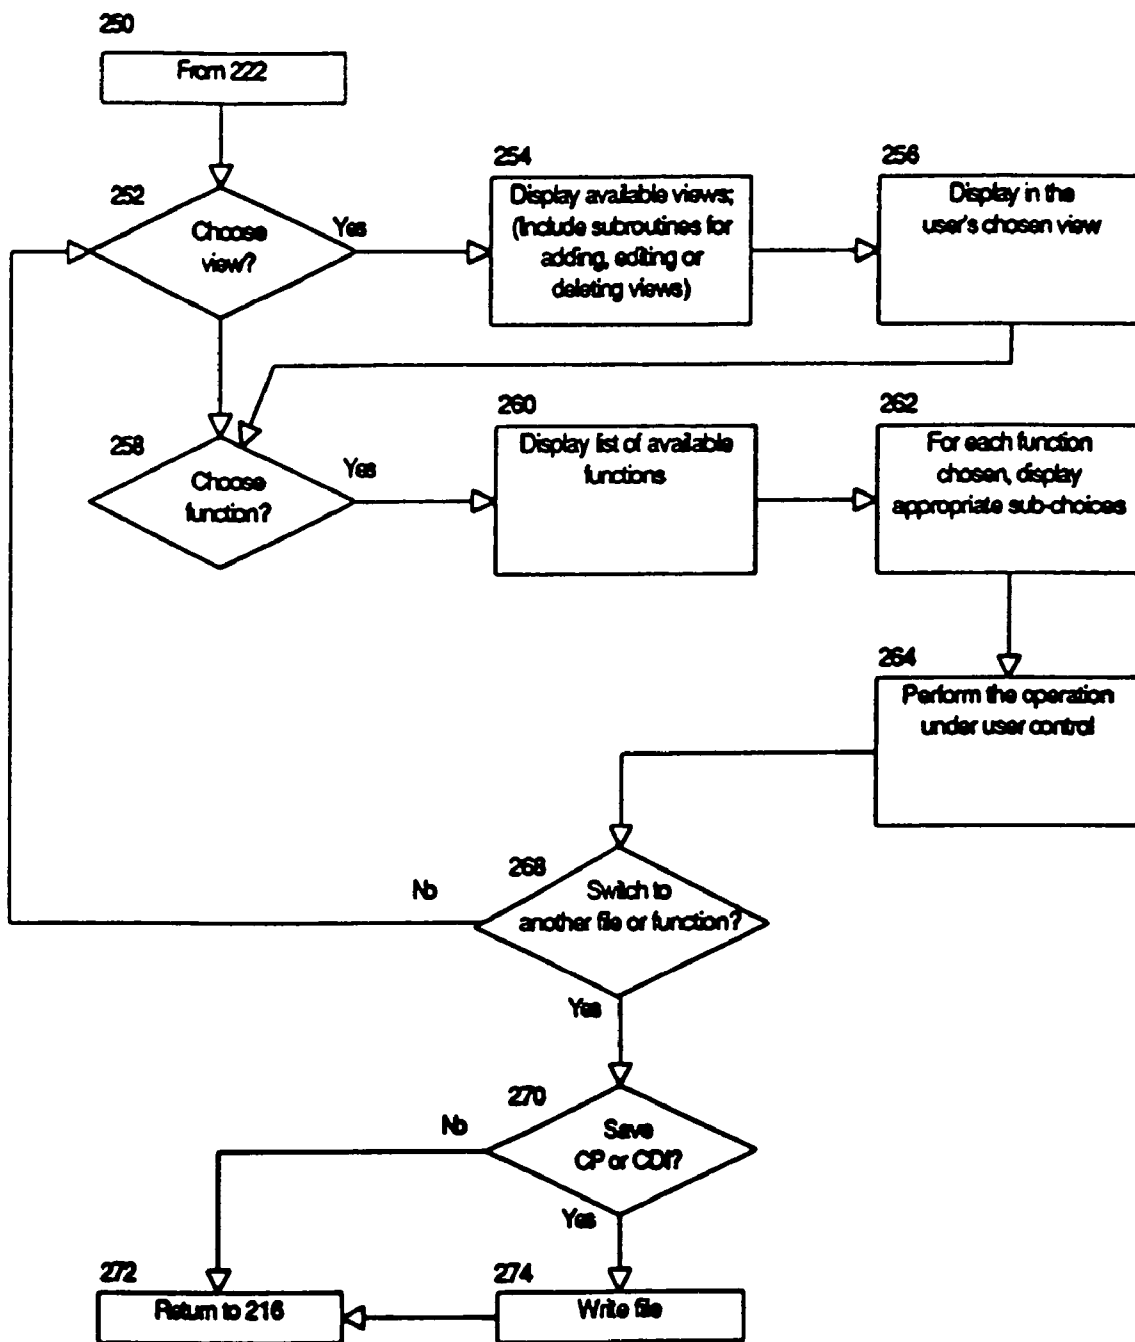 250
From 222
252
Choose
view?
Yes
254
Display available views;
(Include subroutines for
adding, editing or
deleting views)
256
Display in the
user's chosen view
258
Choose
function?
Yes
260
Display list of available
functions
262
For each function
chosen, display
appropriate sub-choices
264
Perform the operation
under user control
268
Switch to
another file or function?
No
Yes
270
Save
CP or CDI?
No
Yes
272
Return to 216
274
Write file